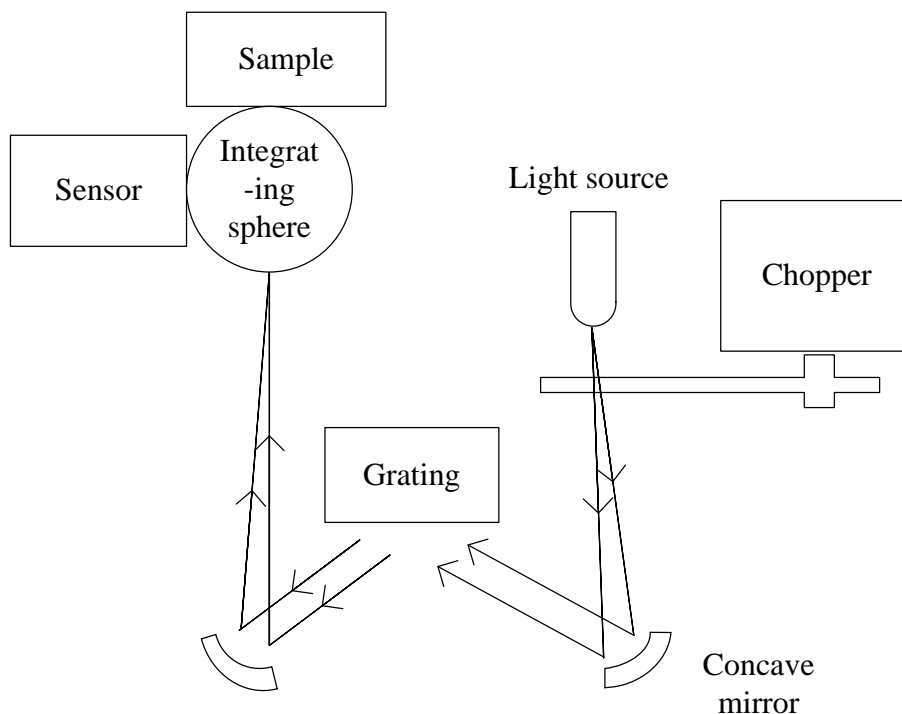 Sample
Integrat
-ing
sphere
Sensor
Light source
Chopper
Grating
Concave
mirror